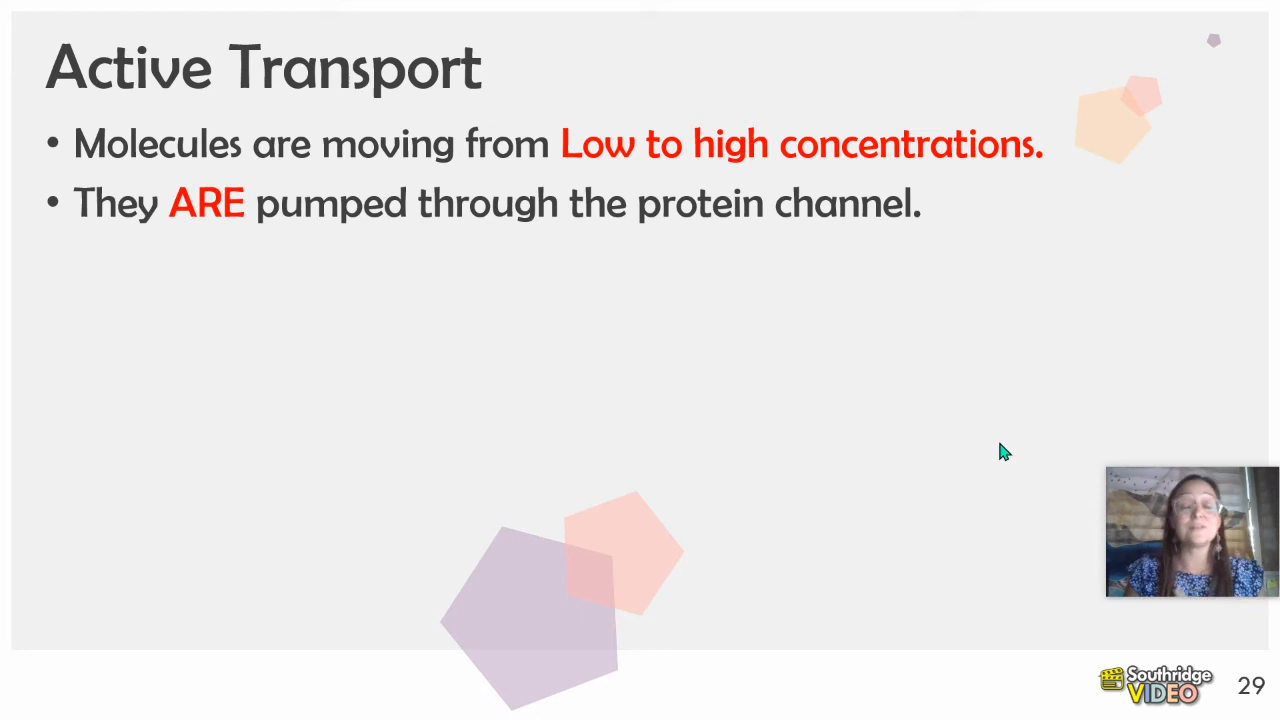 Active Transport
• Molecules are moving from Low to high concentrations.
• They ARE pumped through the protein channel.
Southridge
VIDEO
29